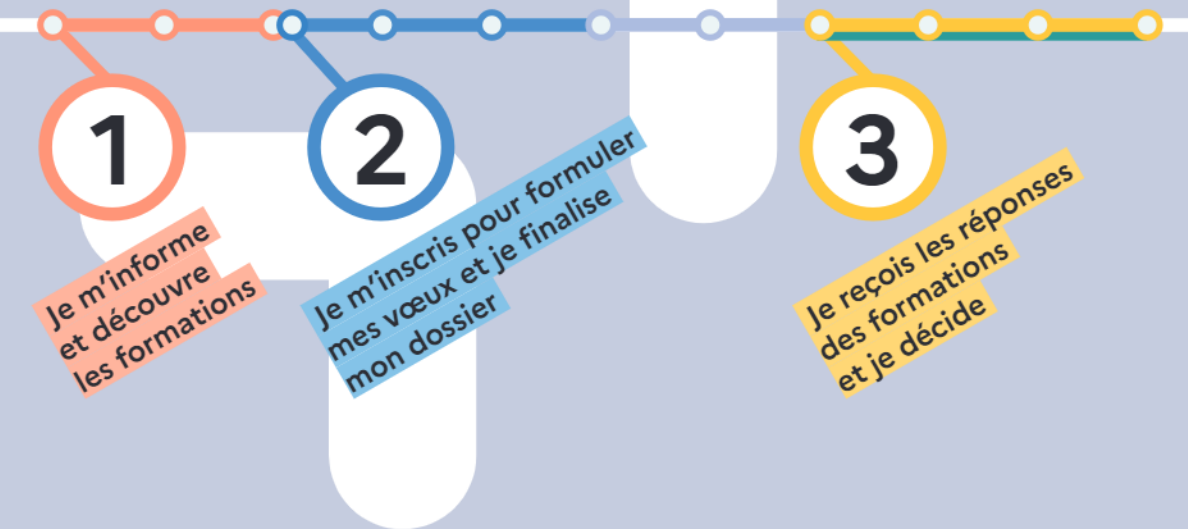 1
Je m’informe
et découvre
les formations
2
Je m’inscris pour formuler
mes vœux et je finalise
mon dossier
3
Je reçois les réponses
des formations
et je décide